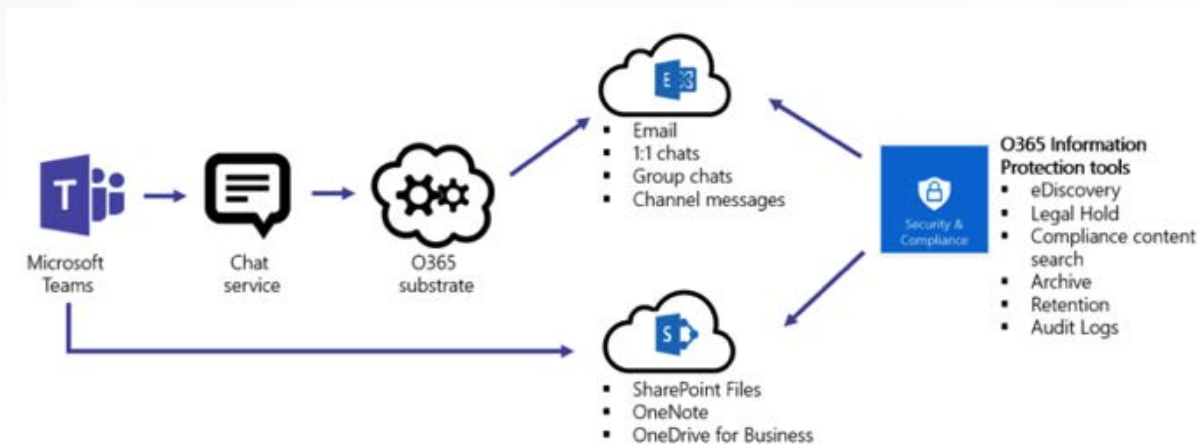 T
Microsoft
Teams
Chat
service
O365
substrate
E
▪ Email
▪ 1:1 chats
▪ Group chats
▪ Channel messages
S
▪ SharePoint Files
▪ OneNote
▪ OneDrive for Business
Security &
Compliance
O365 Information
Protection tools
▪ eDiscovery
▪ Legal Hold
▪ Compliance content
search
▪ Archive
▪ Retention
▪ Audit Logs